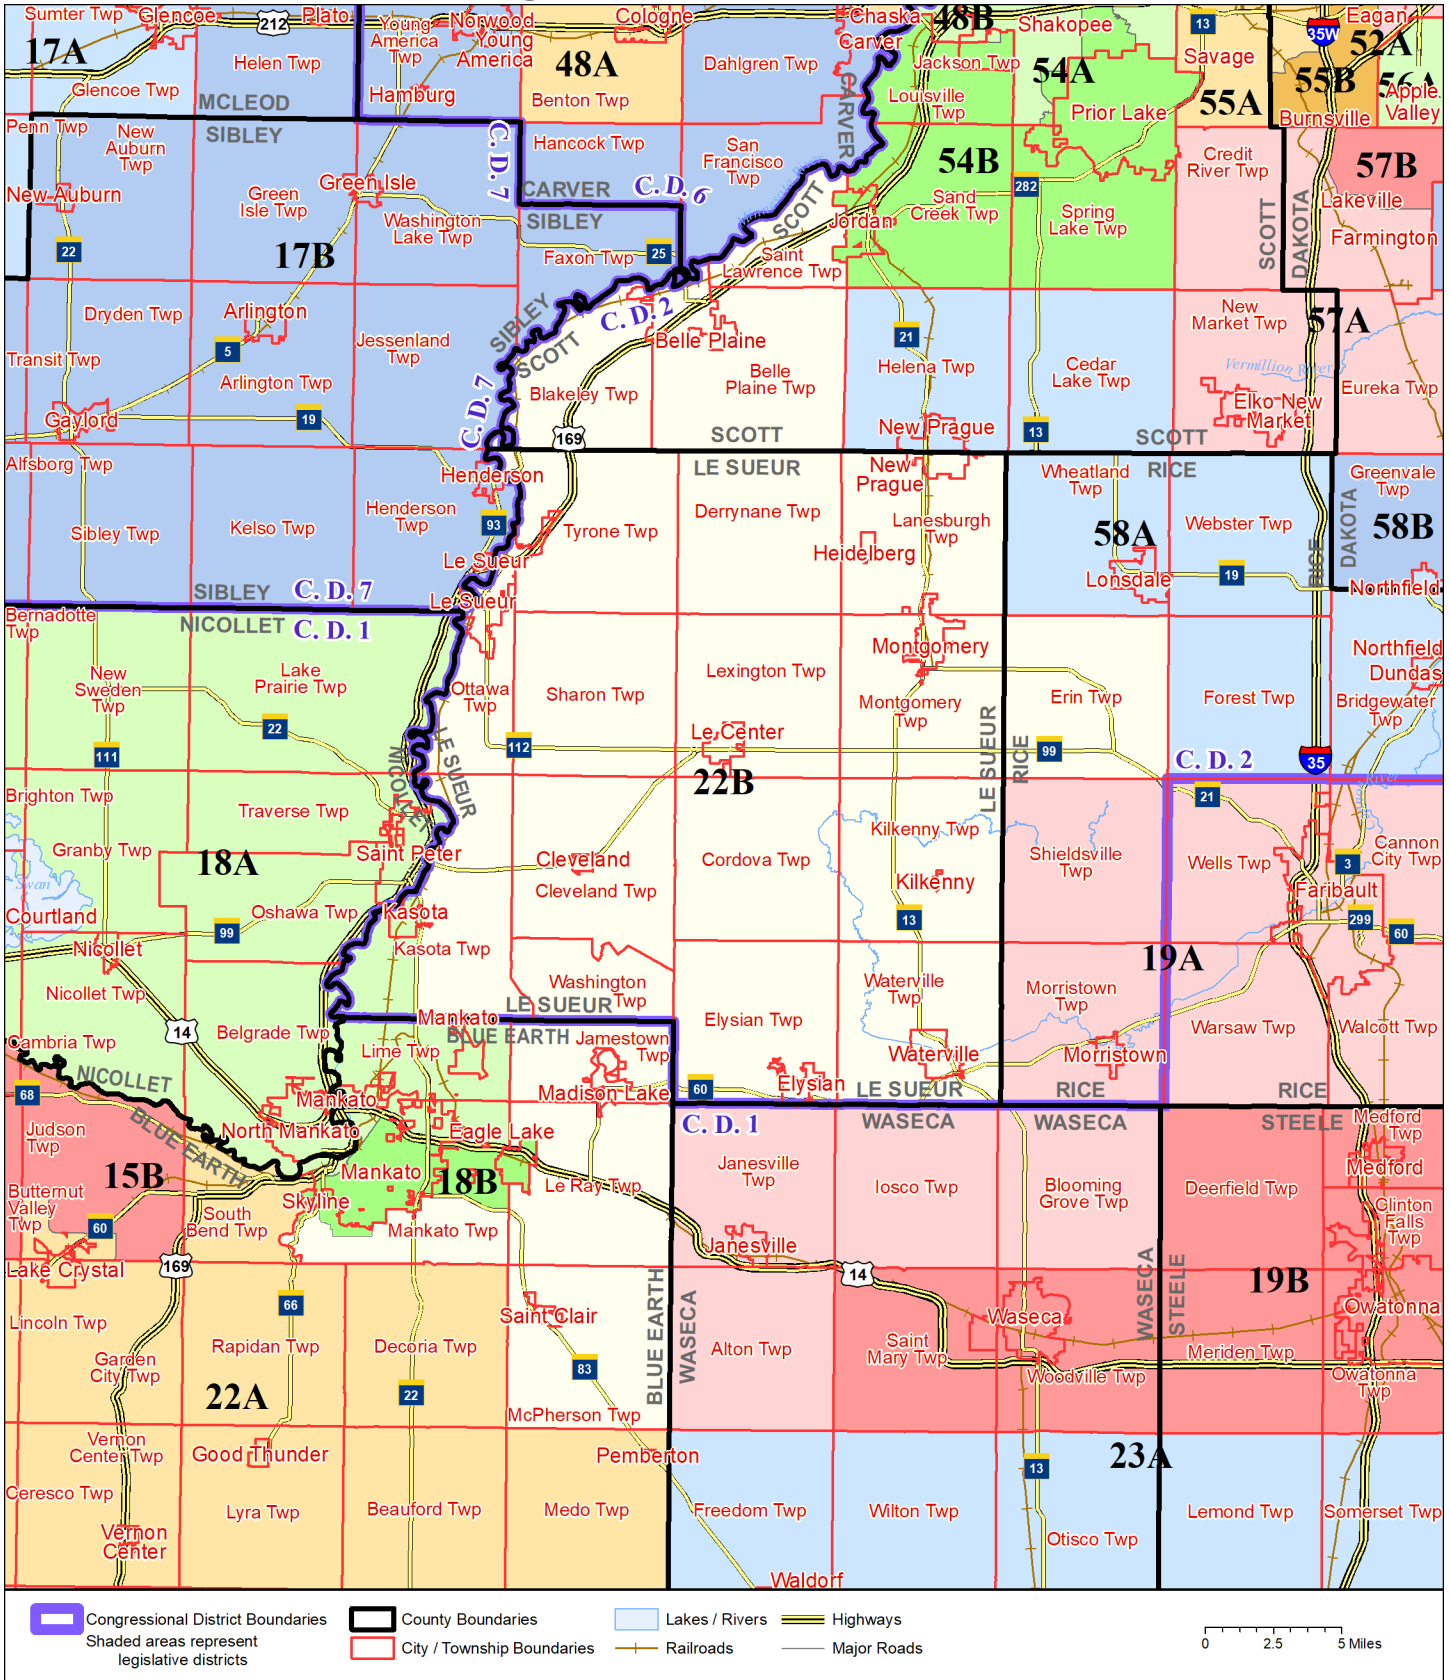 Sumter Twp
Glencoe
212
Plato
Young
America
Twp
Norwood
Young
America
Cologne
Chaska
48B
Shakopee
13
35W
Eagan
52A
17A
Helen Twp
48A
Dahlgren Twp
Carver
Jackson Twp
54A
Savage
55B
56A
Glencoe Twp
Hamburg
Benton Twp
CARVER
Louisville
Twp
Prior Lake
55A
Burnsville
Apple
Valley
MCLEOD
SIBLEY
Penn Twp
New
Auburn
Twp
C. D. 7
Hancock Twp
San
Francisco
Twp
54B
Credit
River Twp
57B
New Auburn
Green
Isle Twp
Green Isle
CARVER
C. D. 6
SIBLEY
SCOTT
282
Sand
Creek Twp
Spring
Lake Twp
Lakeville
Washington
Lake Twp
Jordan
SCOTT
DAKOTA
Farmington
22
17B
Faxon Twp
25
Saint
Lawrence Twp
Dryden Twp
Arlington
SIBLEY
SCOTT
C. D. 2
New
Market Twp
57A
Transit Twp
5
Jessenland
Twp
Belle Plaine
21
Helena Twp
Cedar
Lake Twp
Vermillion River
Arlington Twp
C. D. 7
Blakeley Twp
Belle
Plaine Twp
Eureka Twp
Gaylord
19
169
New Prague
13
Elko New
Market
SCOTT
LE SUEUR
SCOTT
RICE
Alfsborg Twp
Henderson
New
Prague
Wheatland
Twp
Greenvale
Twp
Sibley Twp
Kelso Twp
Henderson
Twp
93
Tyrone Twp
Derrynane Twp
Lanesburgh
Twp
Heidelberg
58A
Webster Twp
RICE
DAKOTA
58B
Le Sueur
Lonsdale
19
SIBLEY
C. D. 7
NICOLLET
C. D. 1
Le Sueur
Northfield
Bernadotte
Twp
Montgomery
Northfield
Dundas
New
Sweden
Twp
Lake
Prairie Twp
Ottawa
Twp
Sharon Twp
Lexington Twp
Montgomery
Twp
Erin Twp
Forest Twp
Bridgewater
Twp
22
111
NICOLLET
LE SUEUR
112
Le Center
LE SUEUR
RICE
99
C. D. 2
35
22B
Brighton Twp
Traverse Twp
21
Granby Twp
18A
Saint Peter
Cleveland
Cleveland Twp
Cordova Twp
Kilkenny Twp
Kilkenny
Shieldsville
Twp
Wells Twp
3
Cannon
City Twp
Swan
Faribault
Courtland
Oshawa Twp
99
Kasota
13
299
60
Nicollet
Kasota Twp
19A
Nicollet Twp
Washington
Twp
Waterville
Twp
Morristown
Twp
14
Belgrade Twp
Mankato
LE SUEUR
BLUE EARTH
Elysian Twp
Warsaw Twp
Walcott Twp
Cambria Twp
Lime Twp
Jamestown
Twp
Waterville
Morristown
NICOLLET
68
Madison Lake
60
Elysian
LE SUEUR
RICE
RICE
Mankato
C. D. 1
WASECA
WASECA
STEELE
Medford
Twp
Judson
Twp
BLUE EARTH
North Mankato
Eagle Lake
Janesville
Twp
Medford
15B
Mankato
18B
Le Ray Twp
Iosco Twp
Blooming
Grove Twp
Deerfield Twp
Butternut
Valley
Twp
60
South
Bend Twp
Skyline
Mankato Twp
Clinton
Falls
Twp
Lake Crystal
169
Janesville
14
WASECA
STEELE
19B
66
BLUE EARTH
WASECA
Lincoln Twp
Saint Clair
Waseca
Owatonna
Garden
City Twp
Rapidan Twp
Decoria Twp
Alton Twp
Saint
Mary Twp
Meriden Twp
83
Woodville Twp
Owatonna
Twp
22A
22
McPherson Twp
Vernon
Center Twp
Good Thunder
Pemberton
23A
13
Ceresco Twp
Lyra Twp
Beauford Twp
Medo Twp
Freedom Twp
Wilton Twp
Otisco Twp
Lemond Twp
Somerset Twp
Vernon
Center
Waldorf
Congressional District Boundaries
Shaded areas represent
legislative districts
County Boundaries
City / Township Boundaries
Lakes / Rivers
Railroads
Highways
Major Roads
0 2.5 5 Miles